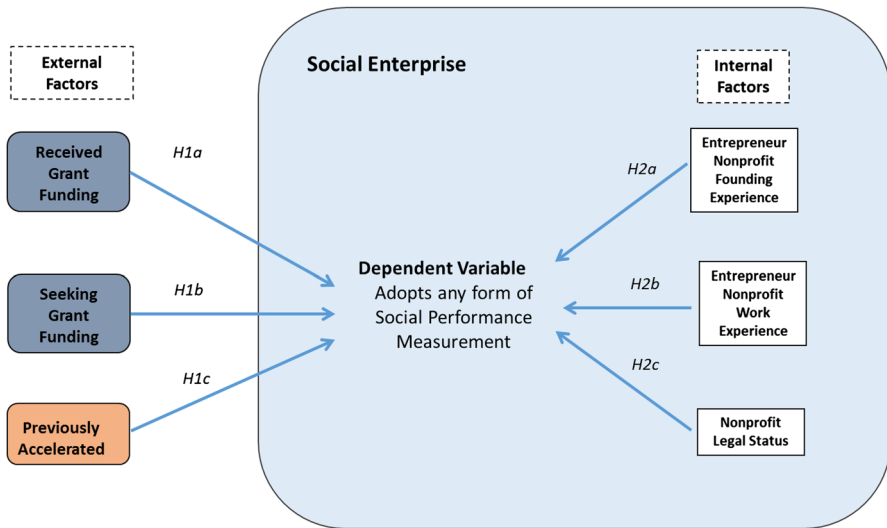 External
Factors
Received
Grant
Funding
Seeking
Grant
Funding
Previously
Accelerated
H1a
H1b
H1c
Social Enterprise
Dependent Variable
Adopts any form of
Social Performance
Measurement
H2a
H2b
H2c
Internal
Factors
Entrepreneur
Nonprofit
Founding
Experience
Entrepreneur
Nonprofit
Work
Experience
Nonprofit
Legal Status